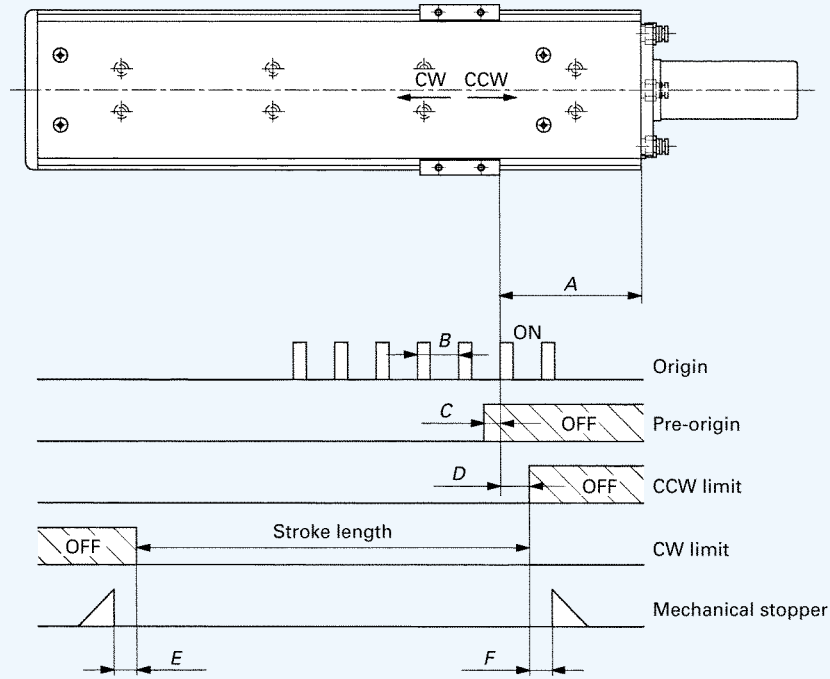 CW CCW
A
B ON
Origin
C OFF Pre-origin
D OFF CCW limit
OFF Stroke length CW limit
Mechanical stopper
E F